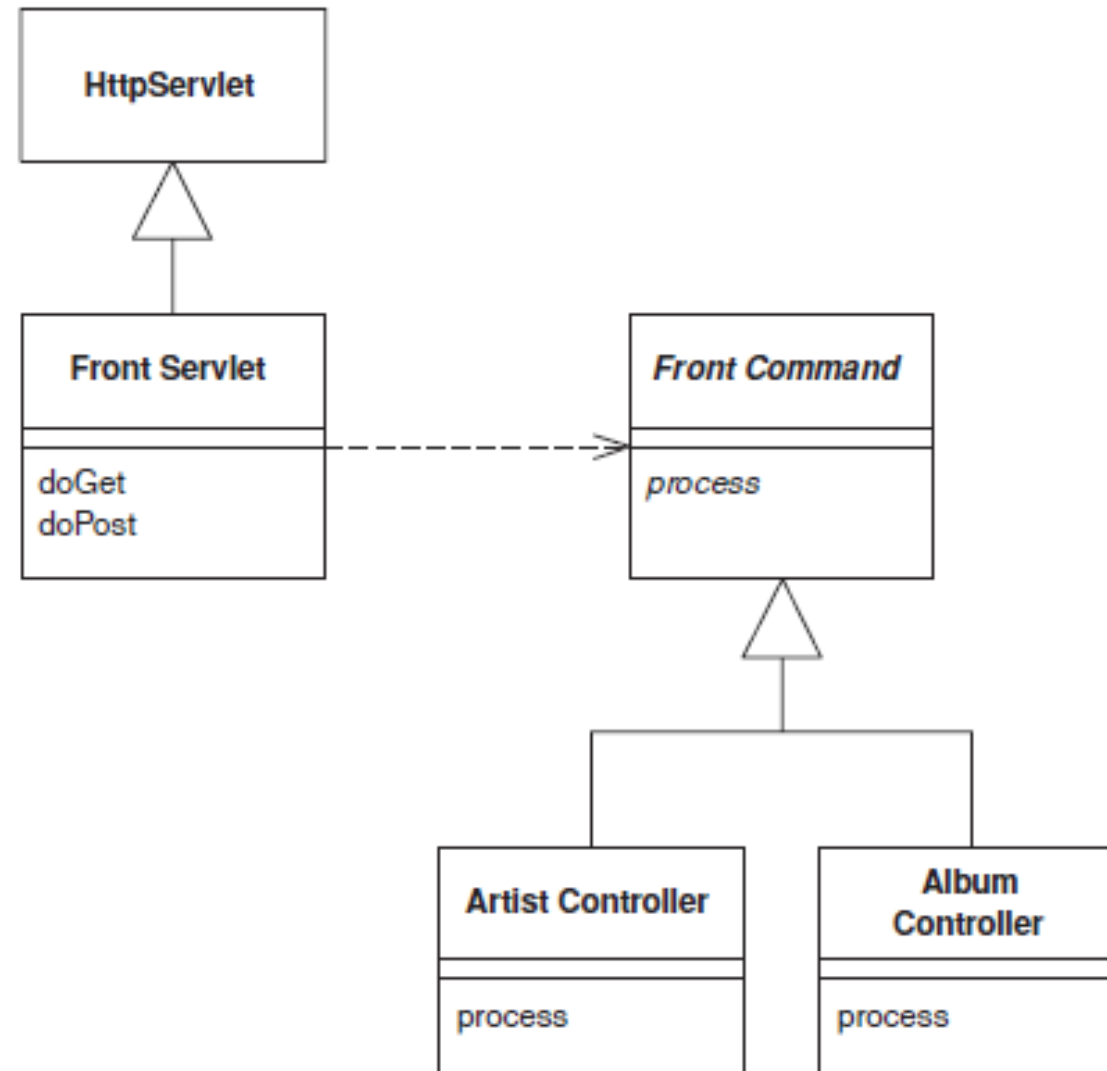 HttpServlet
Front Servlet
doGet
doPost
Front Command
process
Artist Controller
process
Album
Controller
process